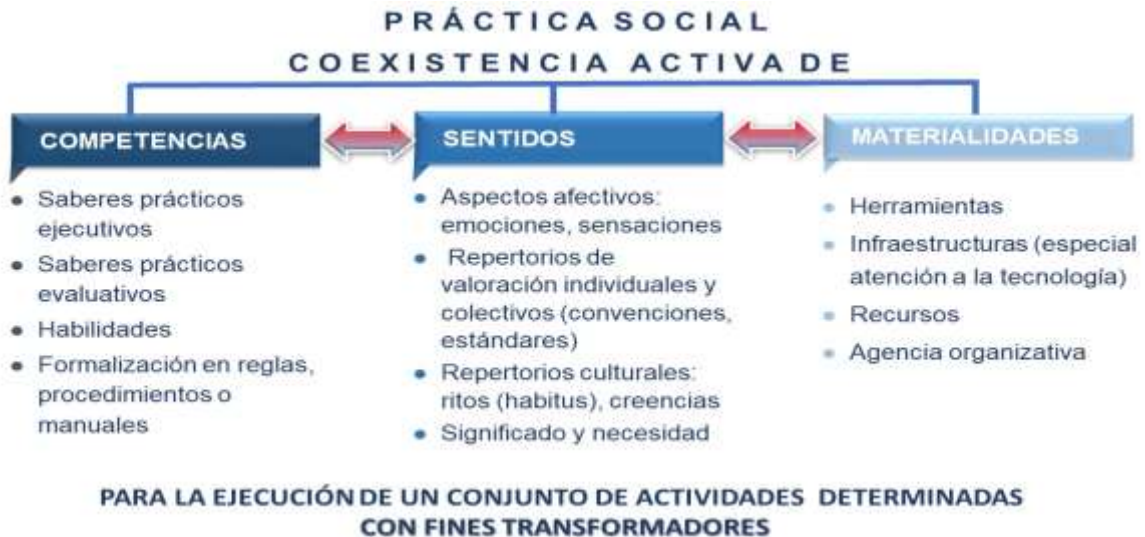 PRÁCTICA SOCIAL
COEXISTENCIA ACTIVA DE
COMPETENCIAS
Saberes prácticos
ejecutivos
Saberes prácticos
evaluativos
Habilidades
Formalización en reglas,
procedimientos o
manuales
SENTIDOS
Aspectos afectivos:
emociones, sensaciones
Repertorios de
valoración individuales y
colectivos (convenciones,
estándares)
Repertorios culturales:
ritos (habitus), creencias
Significado y necesidad
MATERIALIDADES
Herramientas
Infraestructuras (especial
atención a la tecnología)
Recursos
Agencia organizativa
PARA LA EJECUCIÓN DE UN CONJUNTO DE ACTIVIDADES DETERMINADAS
CON FINES TRANSFORMADORES